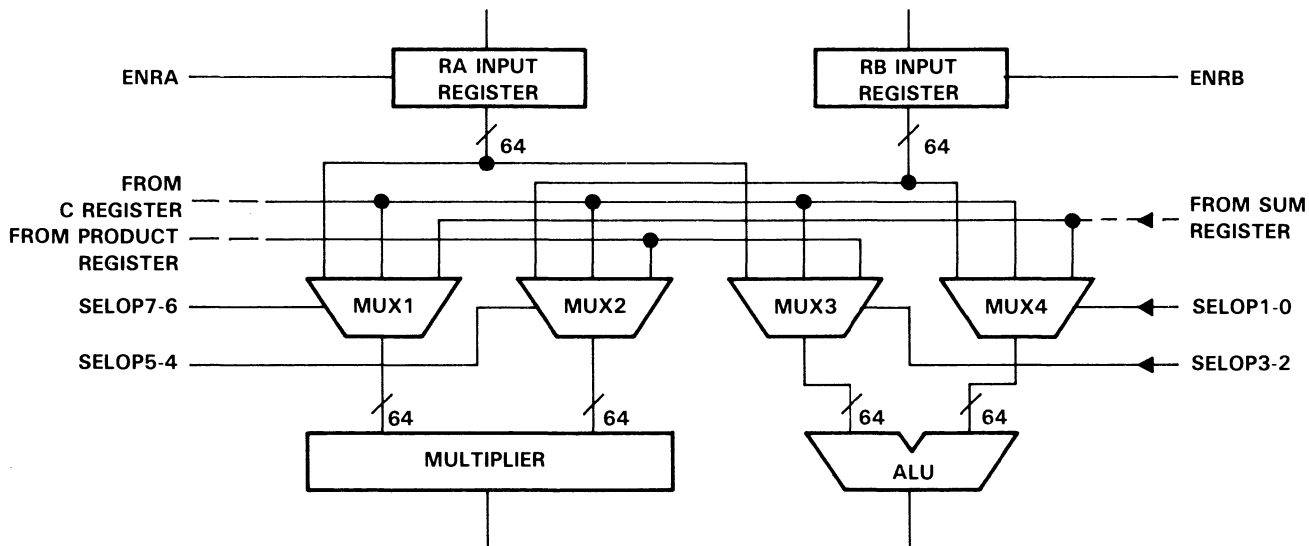 RA INPUT
REGISTER
RB INPUT
REGISTER
ENRA
ENRB
64
64
FROM
C REGISTER
FROM PRODUCT
REGISTER
FROM SUM
REGISTER
SELOP7-6
MUX1
MUX2
MUX3
MUX4
SELOP1-0
SELOP5-4
SELOP3-2
64
64
64
64
MULTIPLIER
ALU